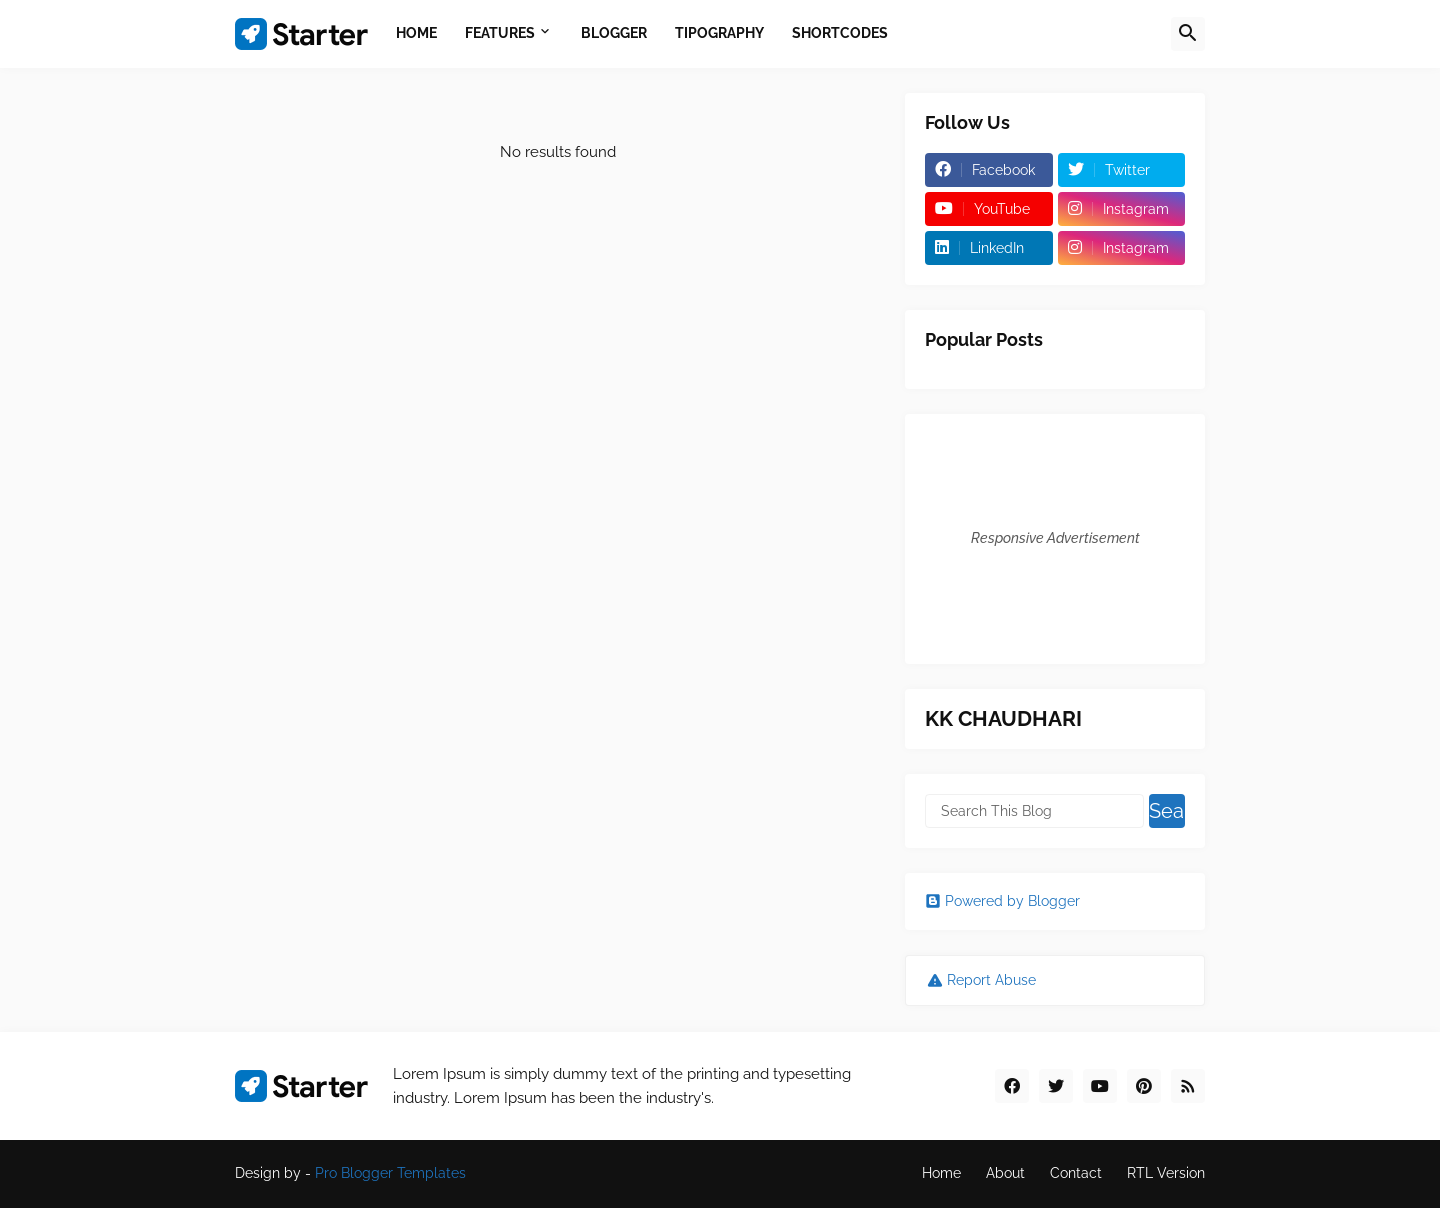 Starter HOME FEATURES BLOGGER TIPOGRAPHY SHORTCODES
No results found
Follow Us
Facebook Twitter
YouTube Instagram
LinkedIn Instagram
Popular Posts
Responsive Advertisement
KK CHAUDHARI
Search This Blog Sea
Powered by Blogger
Report Abuse
Starter
Lorem Ipsum is simply dummy text of the printing and typesetting
industry. Lorem Ipsum has been the industry's.
Design by - Pro Blogger Templates Home About Contact RTL Version